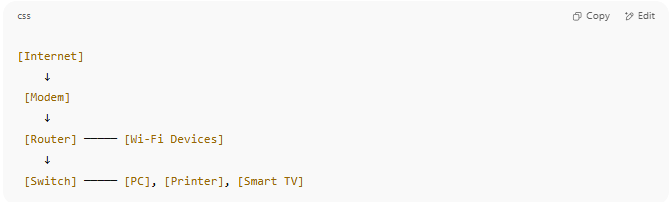 css
Copy
Edit
[Internet]
↓
[Modem]
↓
[Router] ───── [Wi-Fi Devices]
↓
[Switch] ───── [PC], [Printer], [Smart TV]